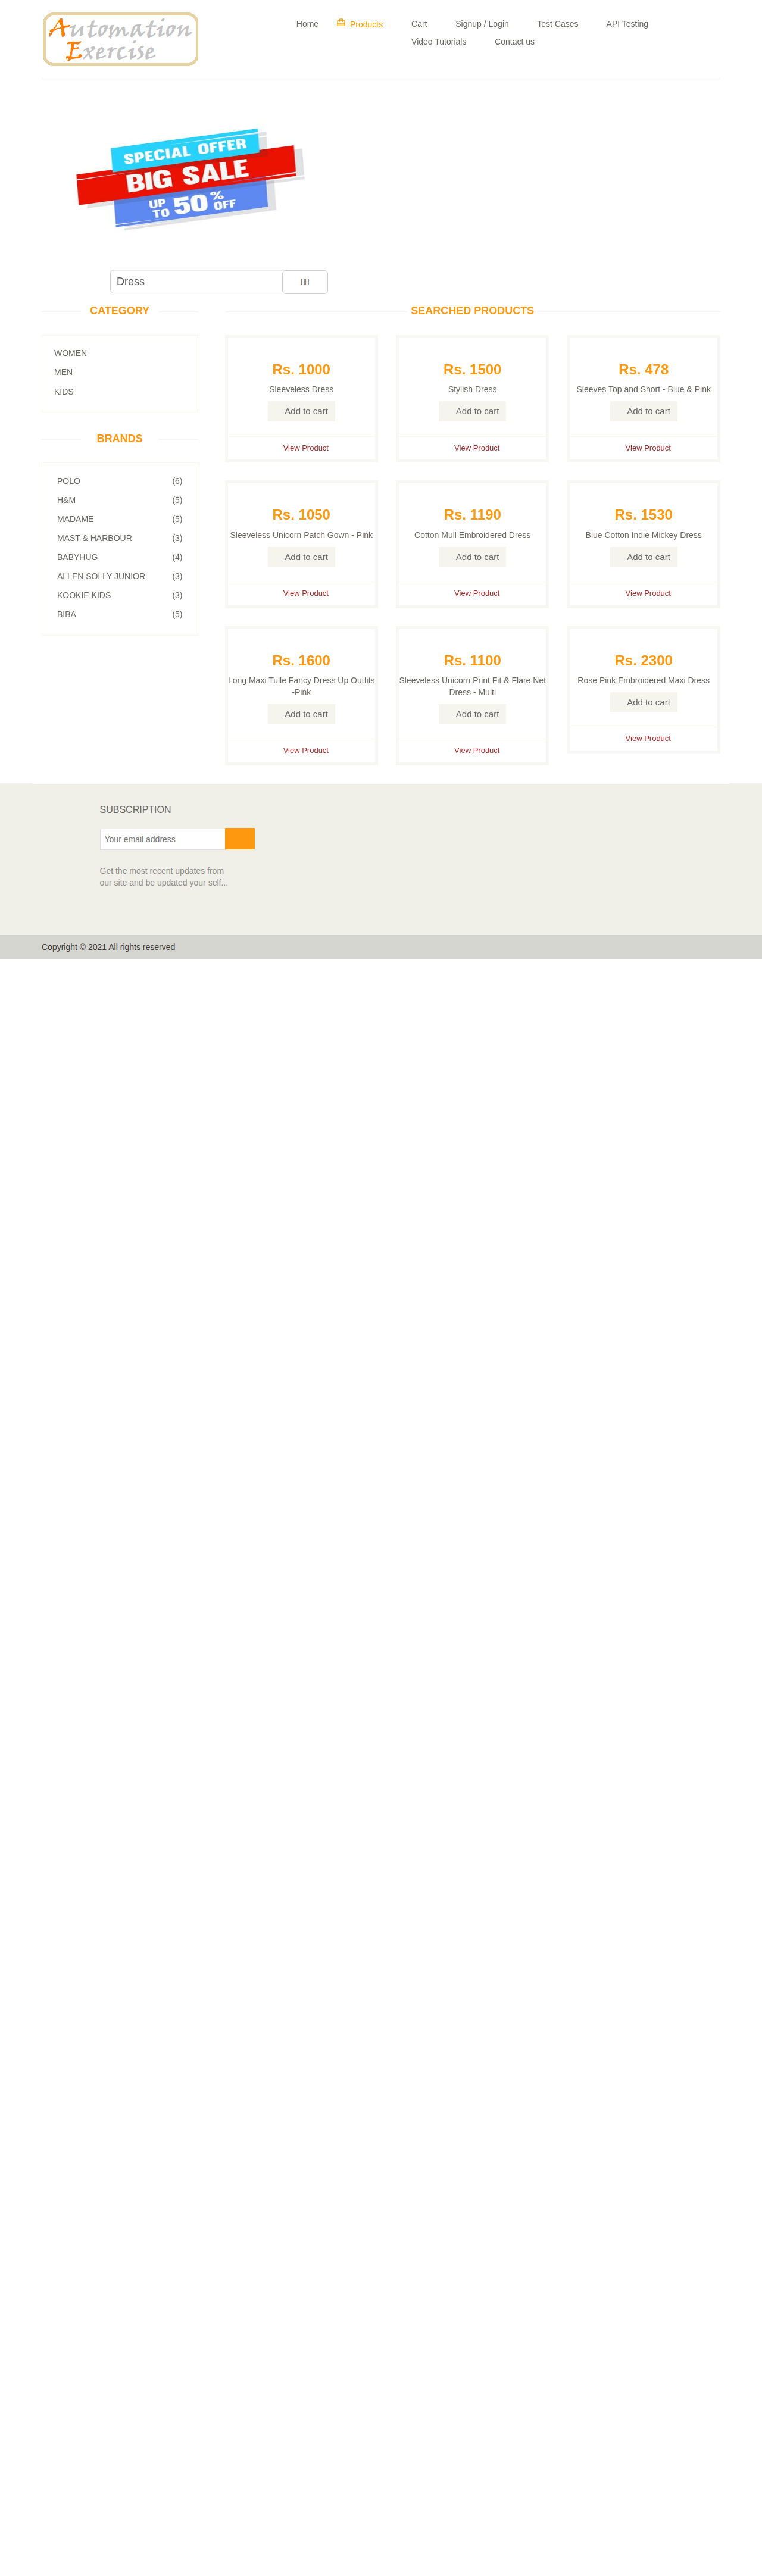 Automation
Exercise
Home Products Cart Signup / Login Test Cases API Testing
Video Tutorials Contact us
SPECIAL OFFER
BIG SALE
UP TO 50 % OFF
Dress
CATEGORY
WOMEN
MEN
KIDS
BRANDS
POLO (6)
H&M (5)
MADAME (5)
MAST & HARBOUR (3)
BABYHUG (4)
ALLEN SOLLY JUNIOR (3)
KOOKIE KIDS (3)
BIBA (5)
SEARCHED PRODUCTS
Rs. 1000
Sleeveless Dress
Add to cart
View Product
Rs. 1500
Stylish Dress
Add to cart
View Product
Rs. 478
Sleeves Top and Short - Blue & Pink
Add to cart
View Product
Rs. 1050
Sleeveless Unicorn Patch Gown - Pink
Add to cart
View Product
Rs. 1190
Cotton Mull Embroidered Dress
Add to cart
View Product
Rs. 1530
Blue Cotton Indie Mickey Dress
Add to cart
View Product
Rs. 1600
Long Maxi Tulle Fancy Dress Up Outfits
-Pink
Add to cart
View Product
Rs. 1100
Sleeveless Unicorn Print Fit & Flare Net
Dress - Multi
Add to cart
View Product
Rs. 2300
Rose Pink Embroidered Maxi Dress
Add to cart
View Product
SUBSCRIPTION
Your email address
Get the most recent updates from
our site and be updated your self...
Copyright © 2021 All rights reserved